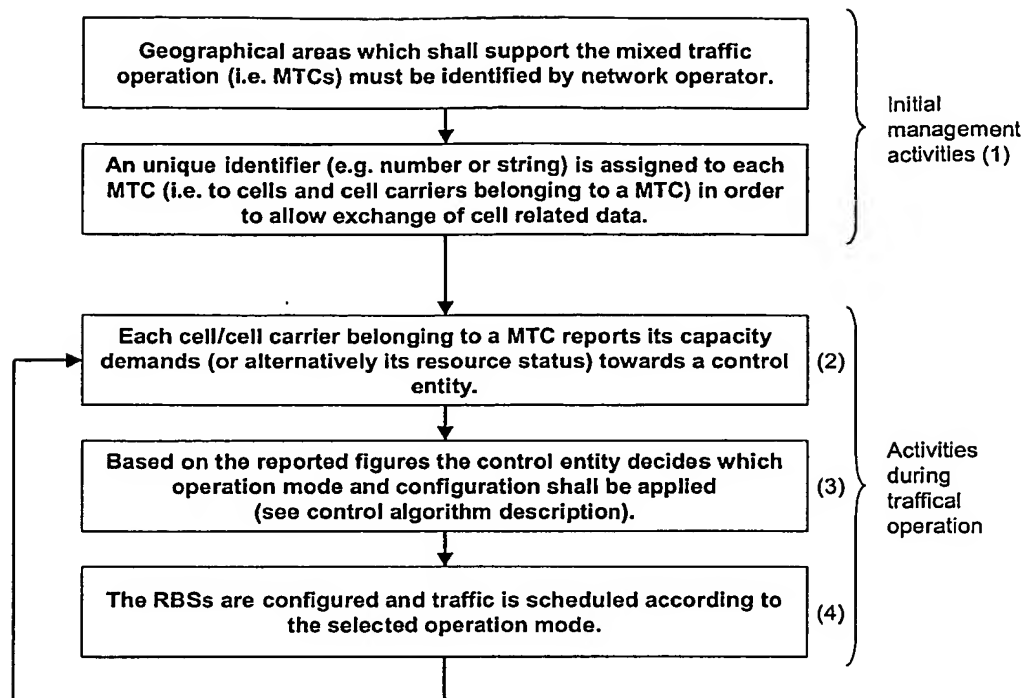 Geographical areas which shall support the mixed traffic
operation (i.e. MTCs) must be identified by network operator.
An unique identifier (e.g. number or string) is assigned to each
MTC (i.e. to cells and cell carriers belonging to a MTC) in order
to allow exchange of cell related data.
Initial
management
activities (1)
Each cell/cell carrier belonging to a MTC reports its capacity
demands (or alternatively its resource status) towards a control
entity.
(2)
Based on the reported figures the control entity decides which
operation mode and configuration shall be applied
(see control algorithm description).
(3)
The RBSs are configured and traffic is scheduled according to
the selected operation mode.
(4)
Activities
during
traffical
operation